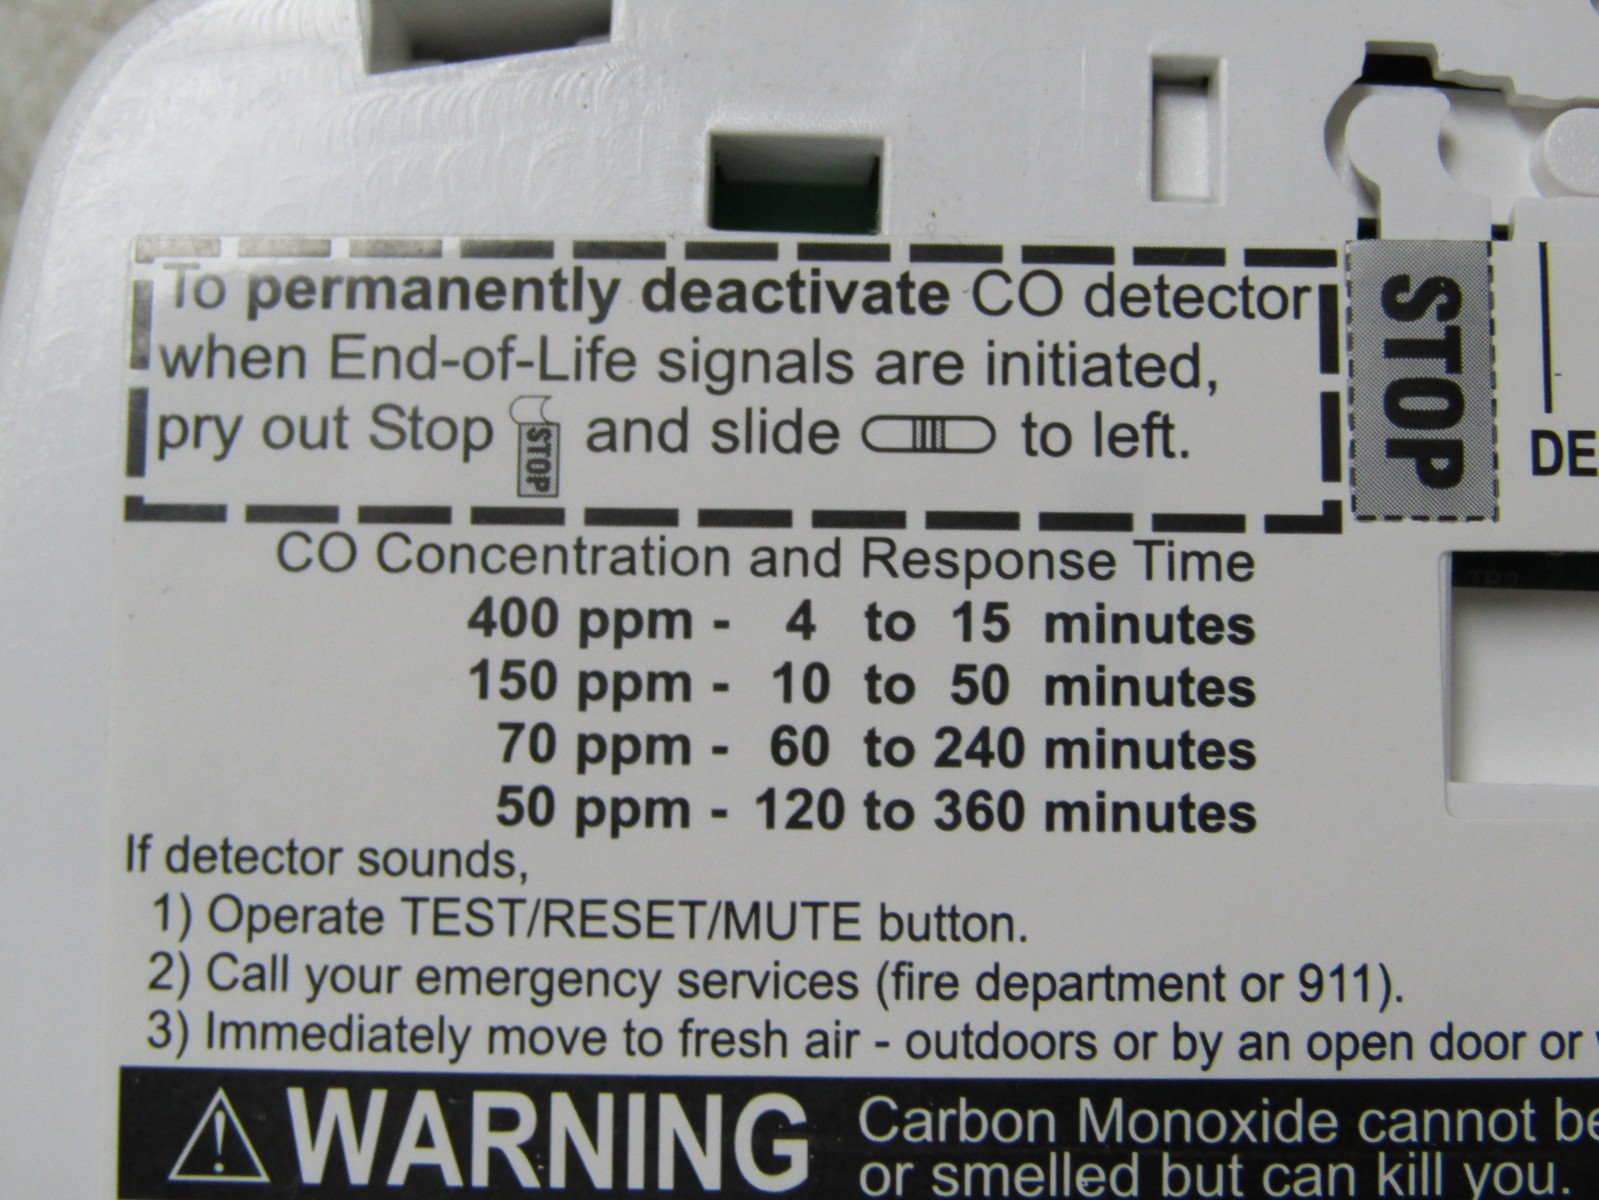 To permanently deactivate CO detector
when End-of-Life signals are initiated,
pry out Stop STOP and slide to left.
STOP
DE
CO Concentration and Response Time
400 ppm - 4 to 15 minutes
150 ppm - 10 to 50 minutes
70 ppm - 60 to 240 minutes
50 ppm - 120 to 360 minutes
If detector sounds,
1) Operate TEST/RESET/MUTE button.
2) Call your emergency services (fire department or 911).
3) Immediately move to fresh air - outdoors or by an open door or
WARNING
Carbon Monoxide cannot be
or smelled but can kill you.